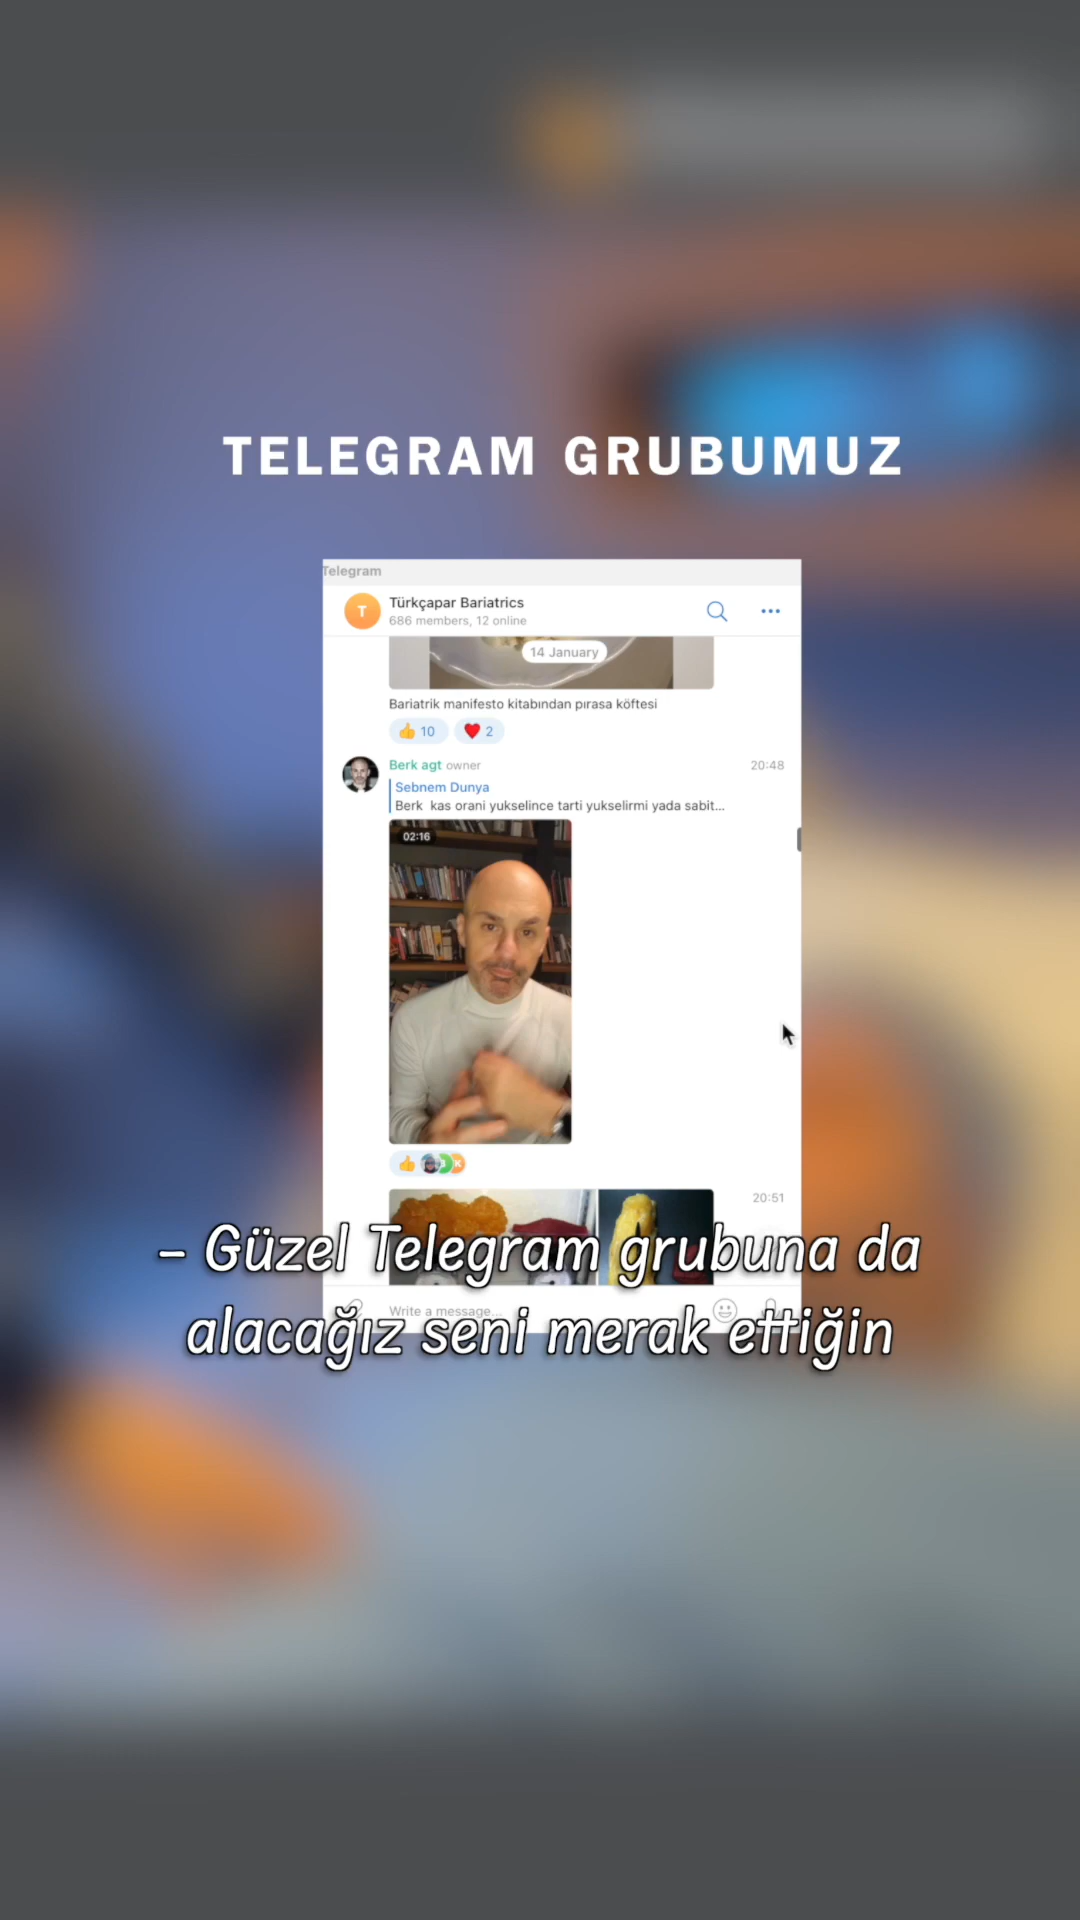 TELEGRAM GRUBUMUZ
Telegram
T
Türkçapar Bariatrics
686 members, 12 online
14 January
Bariatrik manifesto kitabından pırasa köftesi
👍 10 ❤️ 2
Berk agt owner 20:48
Sebnem Dunya
Berk kas orani yukselince tarti yukselirmi yada sabit...
02:16
K
20:51
– Güzel Telegram grubuna da
Write a message...
alacağız seni merak ettiğin